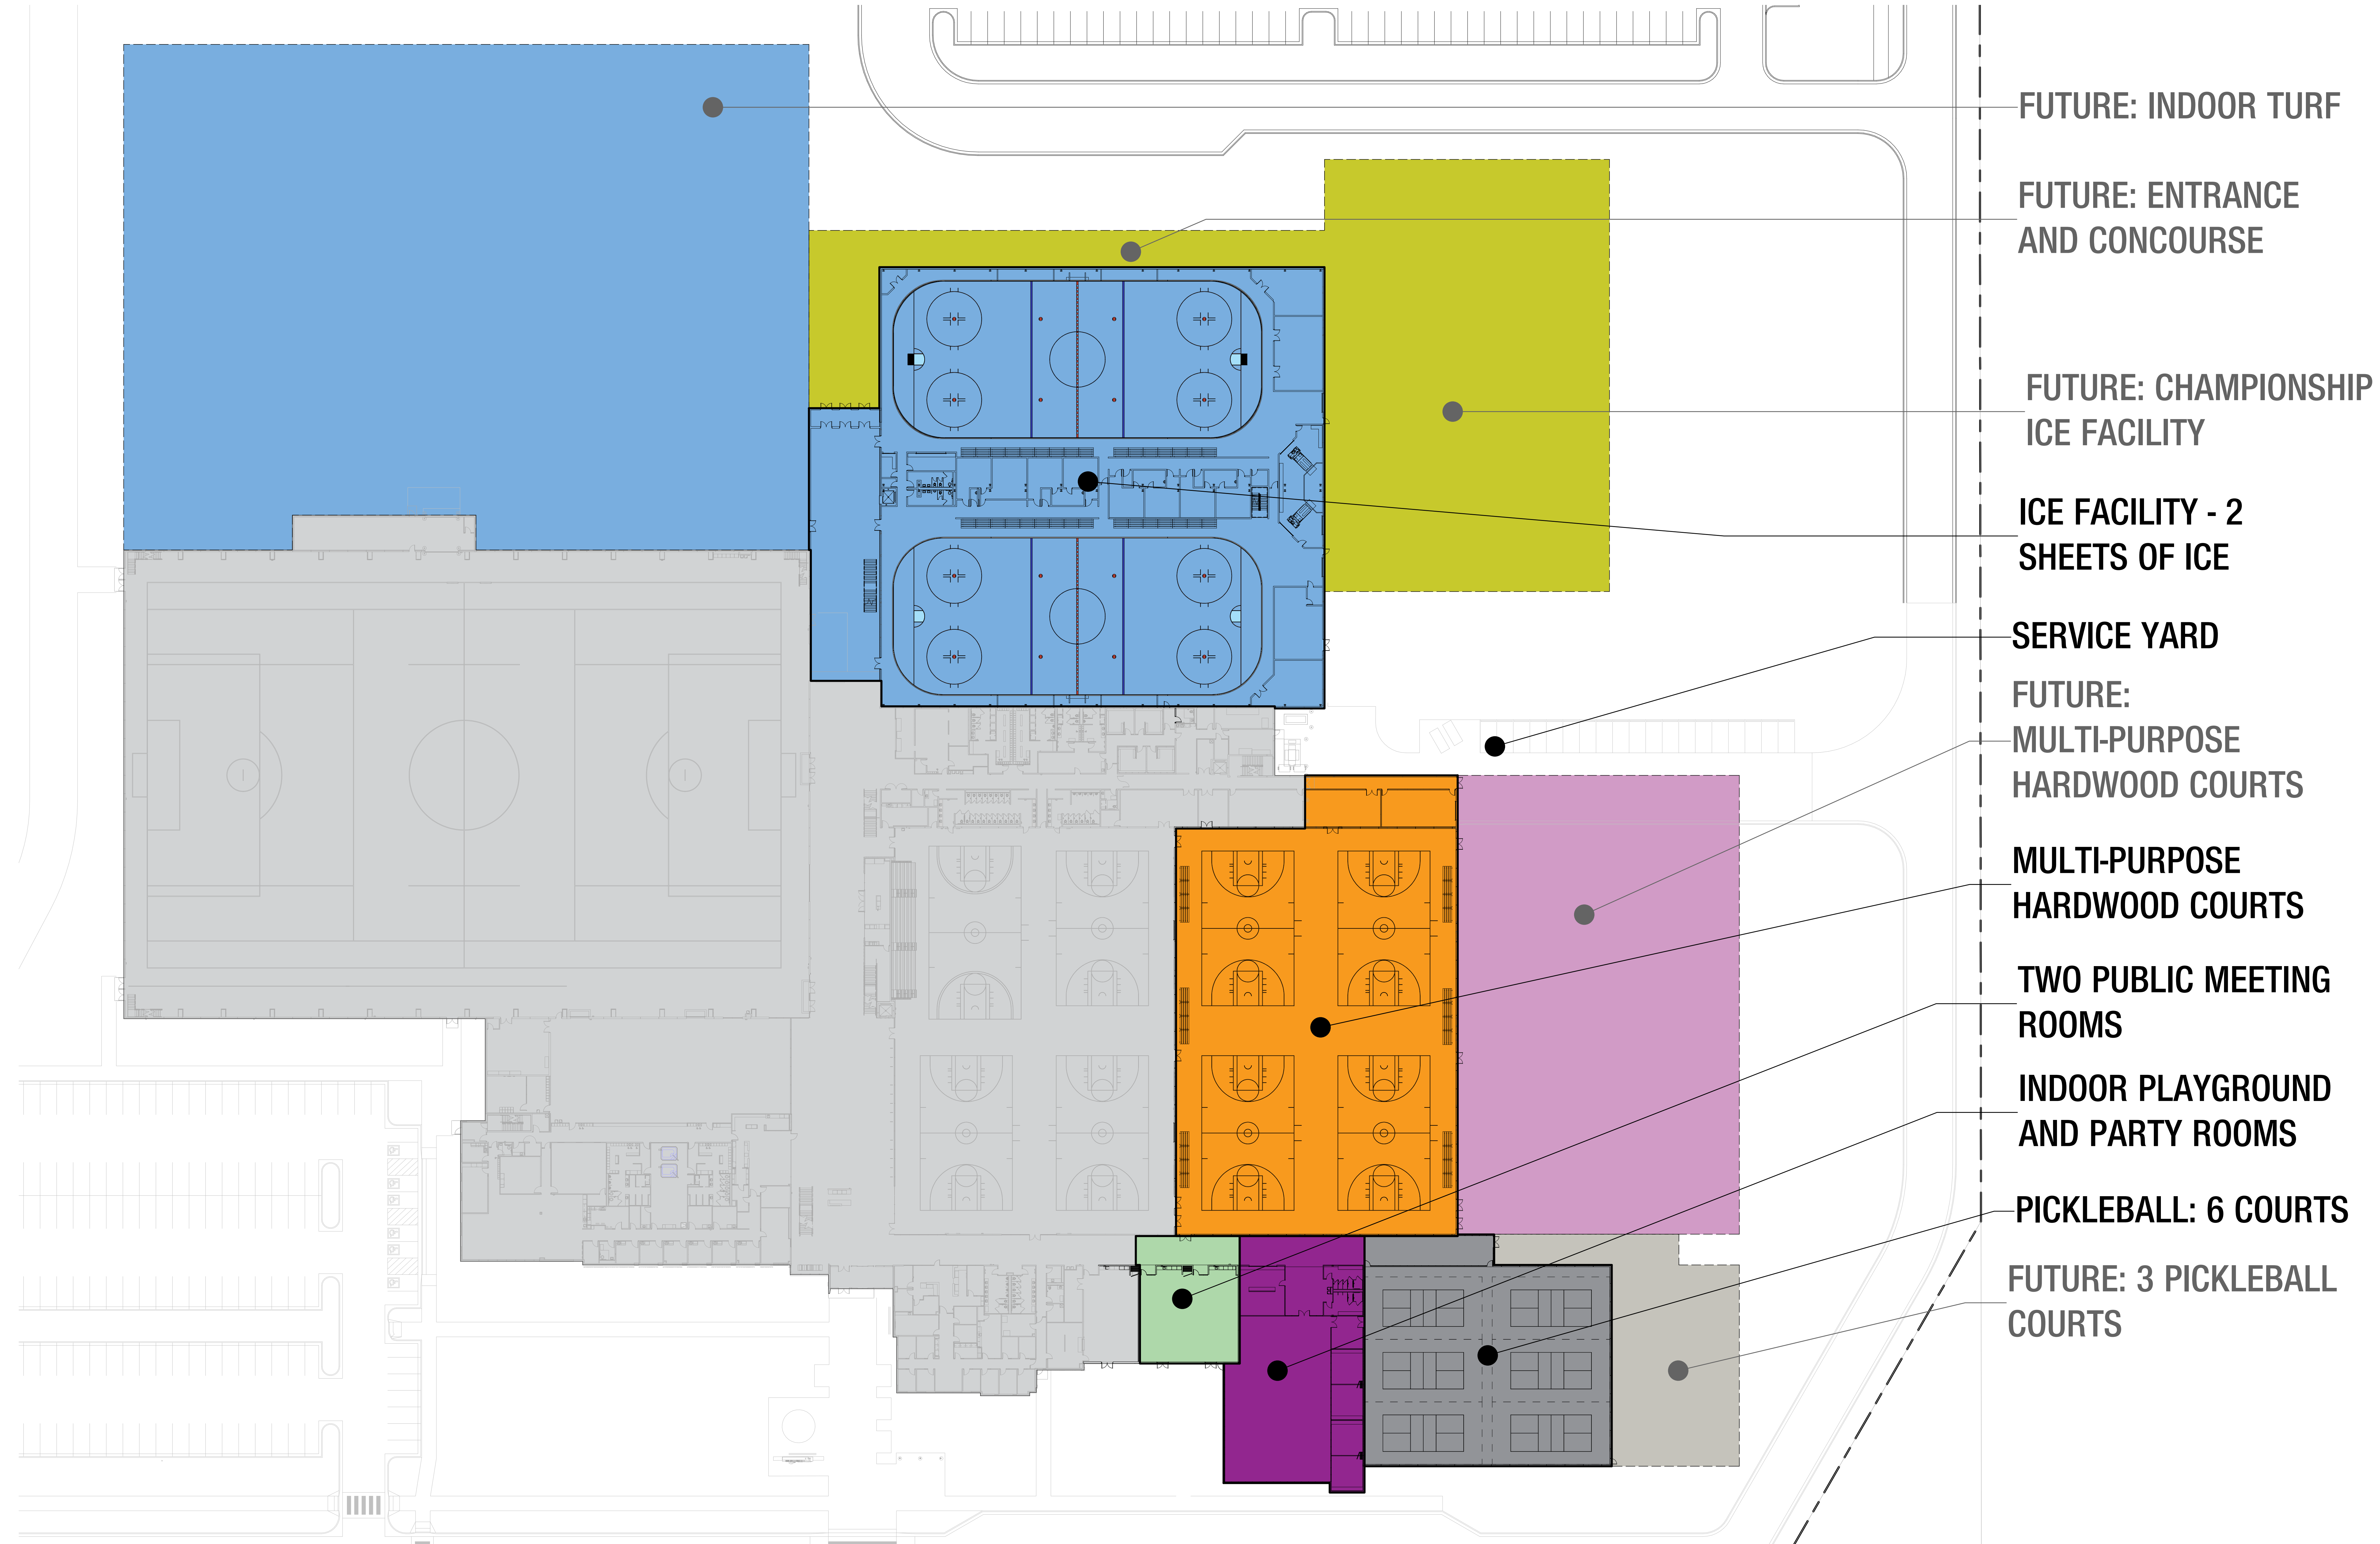 FUTURE: INDOOR TURF
FUTURE: ENTRANCE
AND CONCOURSE
FUTURE: CHAMPIONSHIP
ICE FACILITY
ICE FACILITY - 2
SHEETS OF ICE
SERVICE YARD
FUTURE:
MULTI-PURPOSE
HARDWOOD COURTS
MULTI-PURPOSE
HARDWOOD COURTS
TWO PUBLIC MEETING
ROOMS
INDOOR PLAYGROUND
AND PARTY ROOMS
PICKLEBALL: 6 COURTS
FUTURE: 3 PICKLEBALL
COURTS